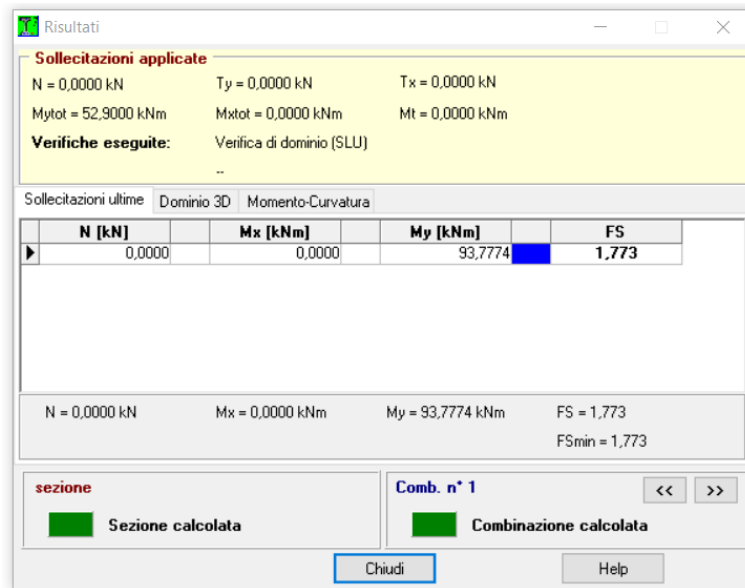 Risultati
Sollecitazioni applicate
N = 0,0000 kN Ty = 0,0000 kN Tx = 0,0000 kN
Mytot = 52,9000 kNm Mxtot = 0,0000 kNm Mt = 0,0000 kNm
Verifiche eseguite: Verifica di dominio (SLU)
--
Sollecitazioni ultime Dominio 3D Momento-Curvatura
N [kN] Mx [kNm] My [kNm] FS
0,0000 0,0000 93,7774 1,773
N = 0,0000 kN Mx = 0,0000 kNm My = 93,7774 kNm FS = 1,773
FSmin = 1,773
sezione Comb. n° 1 << >>
Sezione calcolata Combinazione calcolata
Chiudi Help